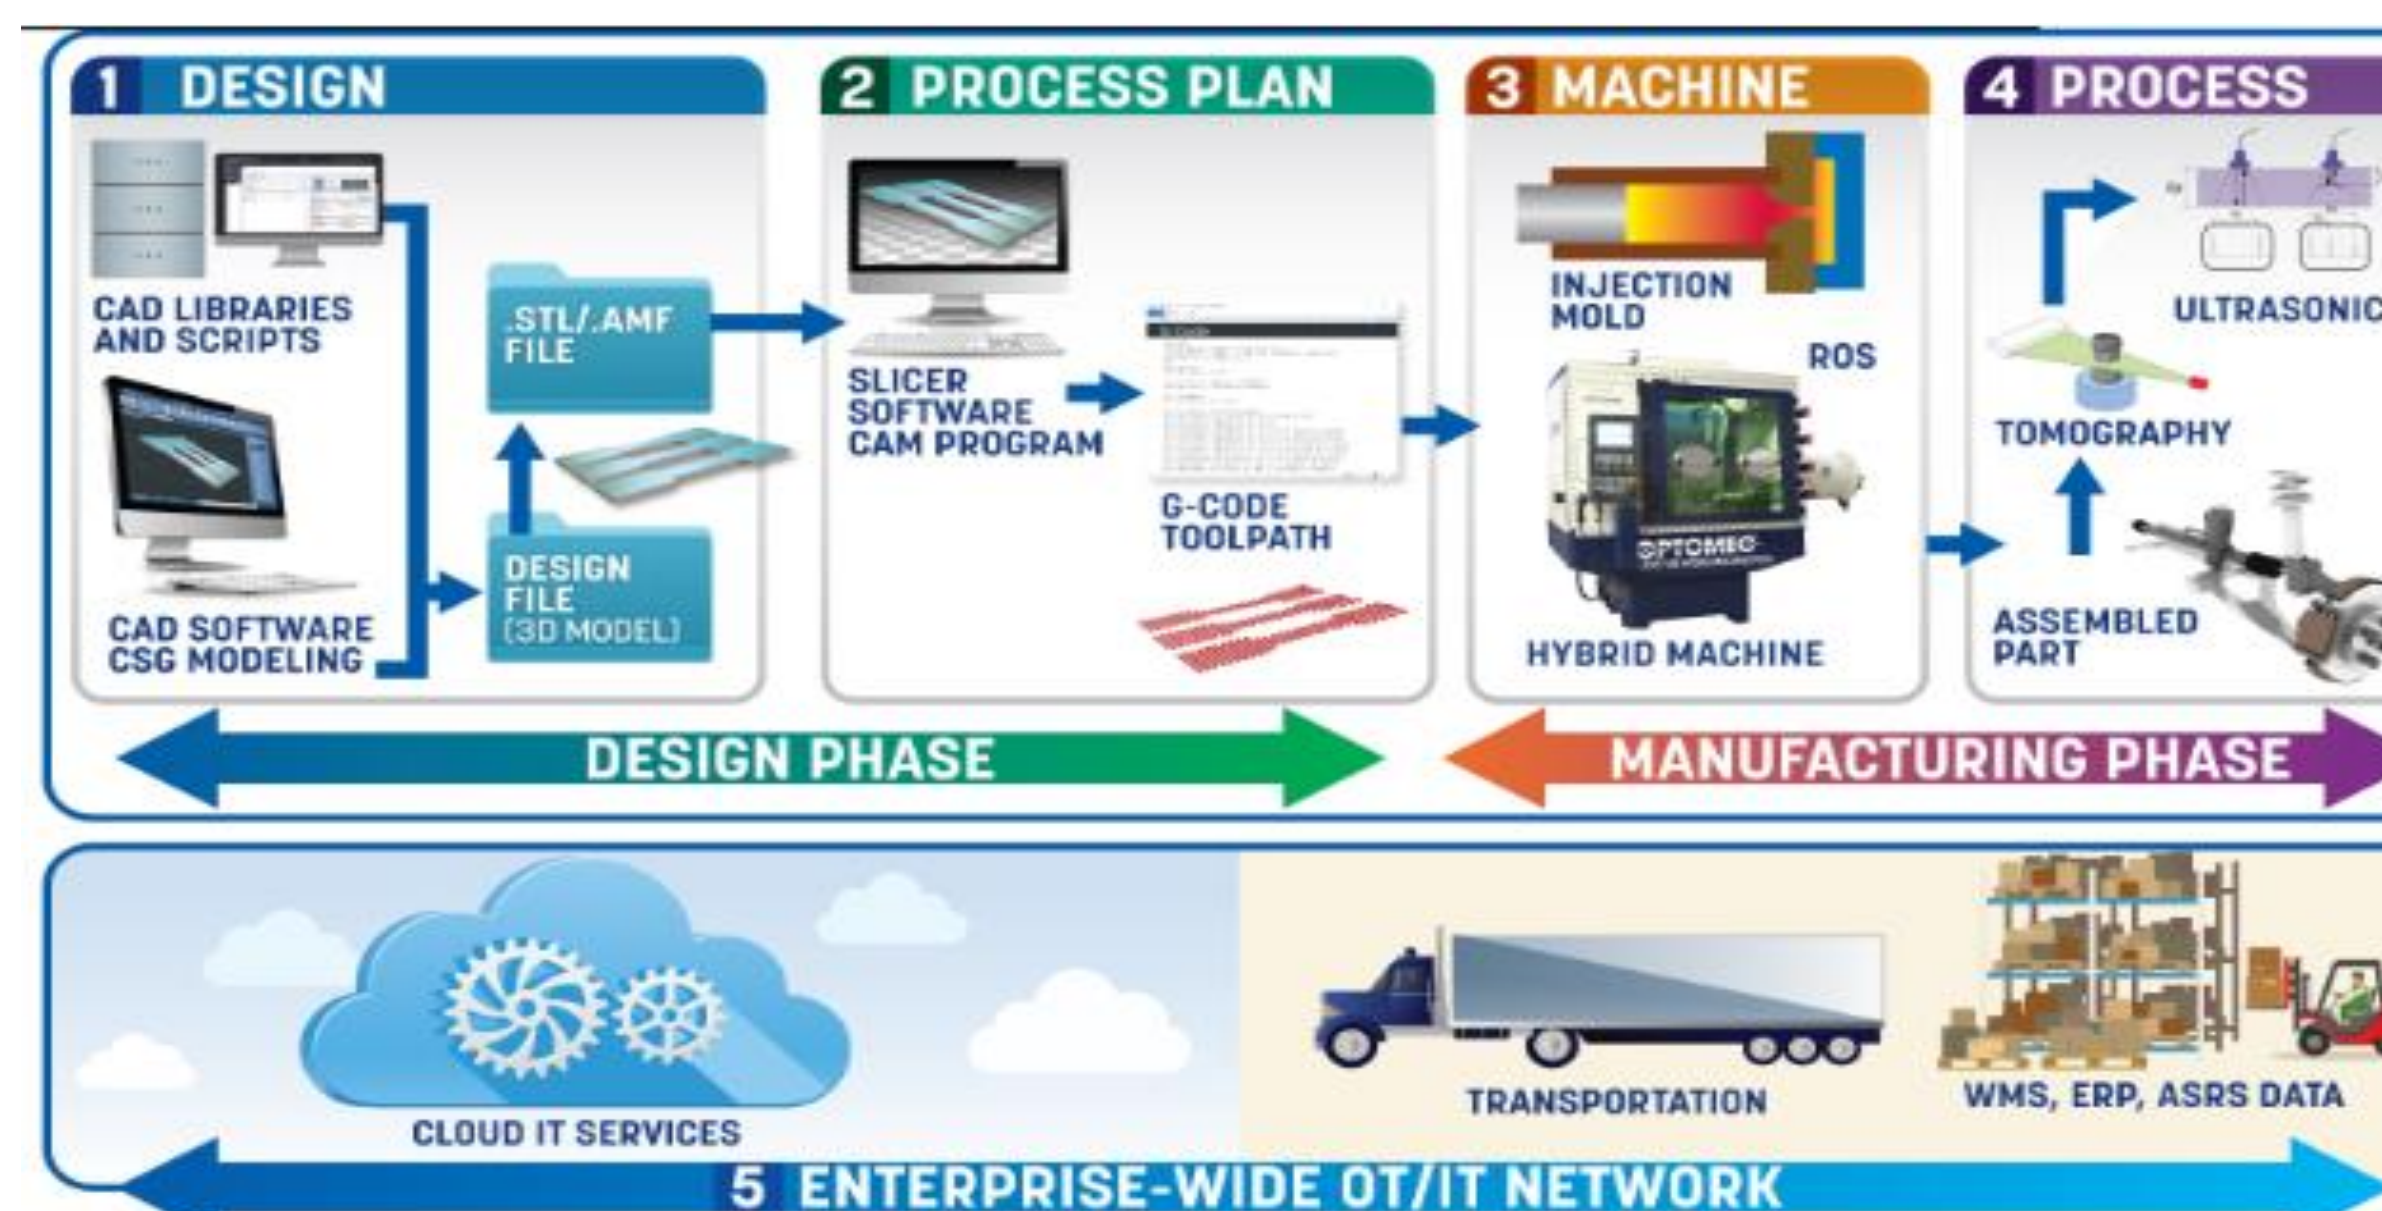 1 DESIGN
CAD LIBRARIES
AND SCRIPTS
CAD SOFTWARE
CSG MODELING
.STL/.AMF
FILE
DESIGN
FILE
(3D MODEL)
2 PROCESS PLAN
SLICER
SOFTWARE
CAM PROGRAM
G-Code
G-CODE
TOOLPATH
3 MACHINE
INJECTION
MOLD
ROS
OPTOMEC
HYBRID MACHINE
4 PROCESS
ULTRASONIC
TOMOGRAPHY
ASSEMBLED
PART
DESIGN PHASE
MANUFACTURING PHASE
CLOUD IT SERVICES
TRANSPORTATION
WMS, ERP, ASRS DATA
5 ENTERPRISE-WIDE OT/IT NETWORK